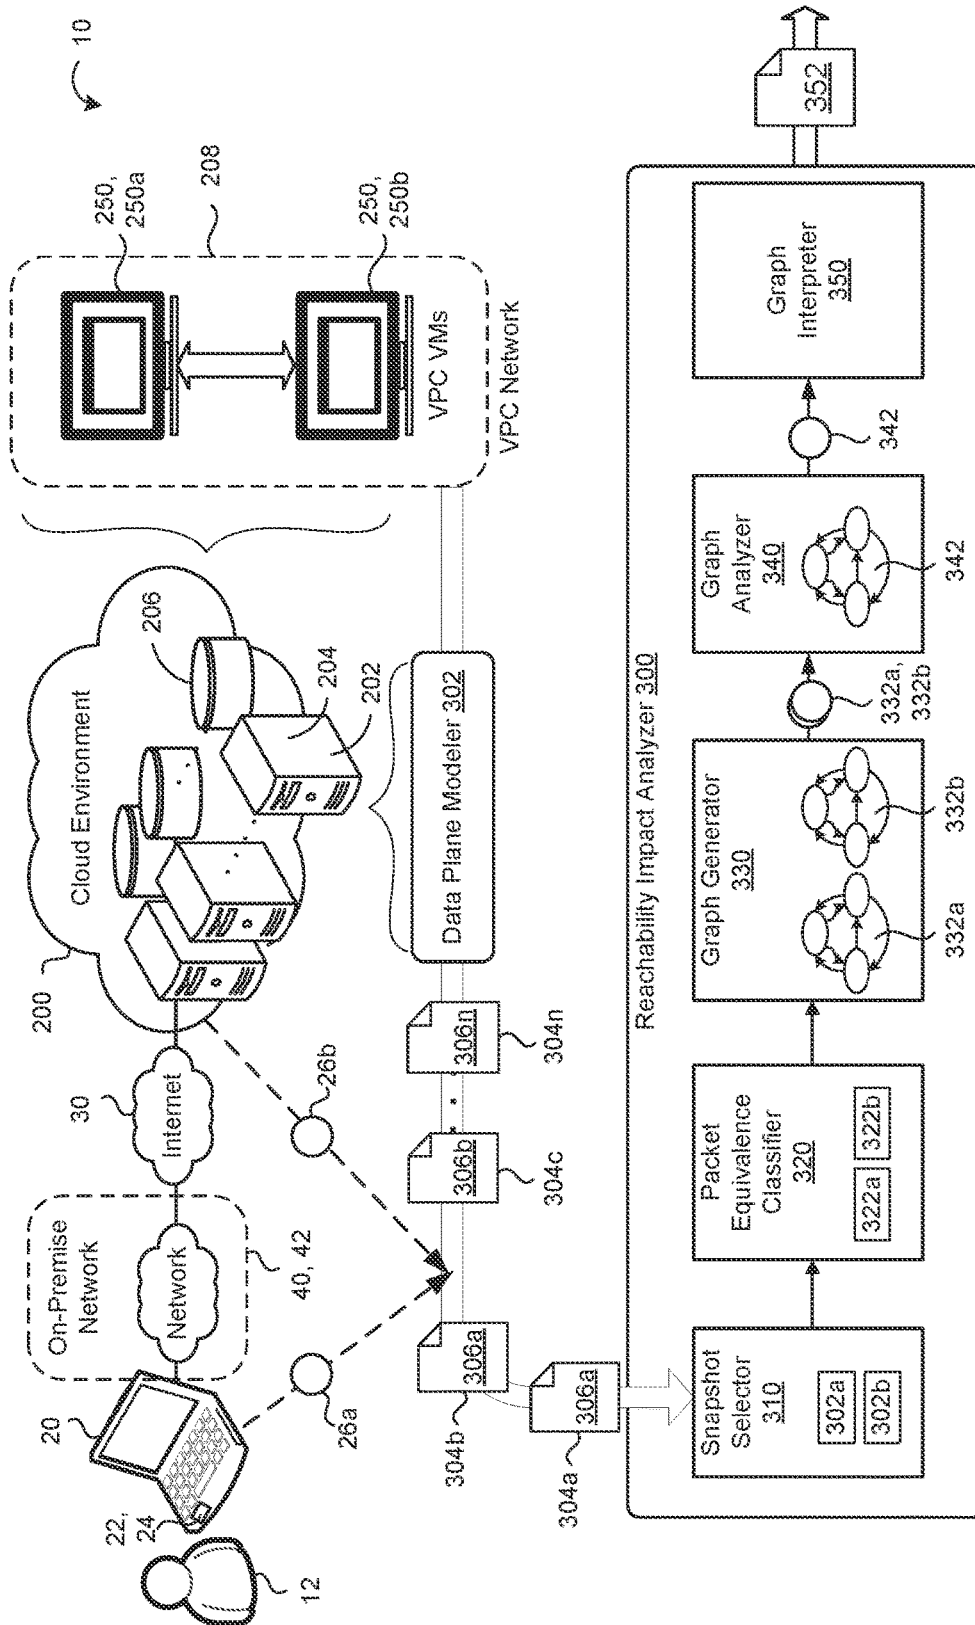 10
On-Premise
Network
Network
40, 42
20
22,
24
12
30
Internet
200
Cloud Environment
206
204
202
26a
26b
208
250,
250a
250,
250b
VPC VMs
VPC Network
Data Plane Modeler 302
306n
304n
306b
304c
306a
304b
306a
304a
Reachability Impact Analyzer 300
Snapshot
Selector
310
302a
302b
Packet
Equivalence
Classifier
320
322a
322b
Graph Generator
330
332a
332b
332a,
332b
Graph
Analyzer
340
342
342
Graph
Interpreter
350
352